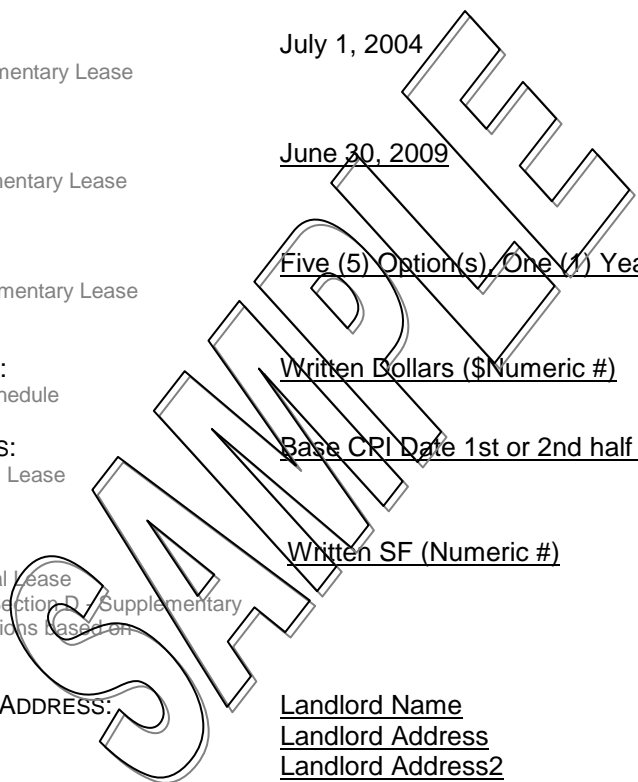 July 1, 2004
mentary Lease
June 30, 2009
mentary Lease
Five (5) Option(s), One (1) Yea
mentary Lease
: Written Dollars ($Numeric #)
hedule
S: Base CPI Date 1st or 2nd half
Lease
Written SF (Numeric #)
al Lease
Section D - Supplementary
ions based on
ADDRESS: Landlord Name
Landlord Address
Landlord Address2
SAMPLE